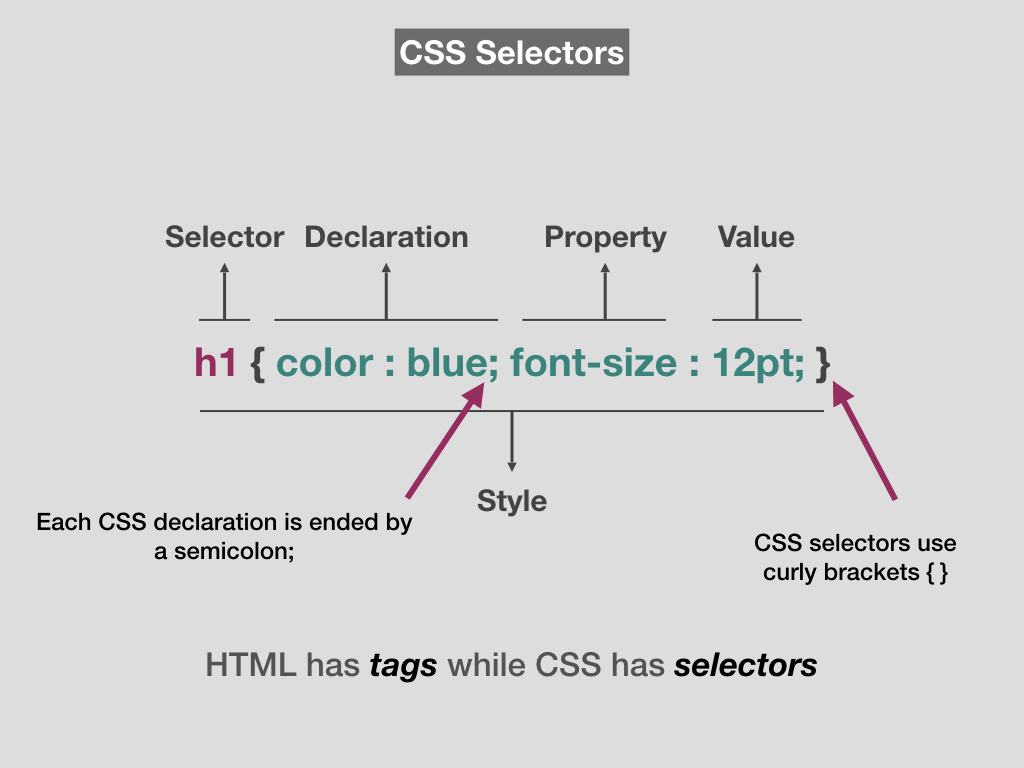 CSS Selectors
Selector Declaration Property Value
h1 { color : blue; font-size : 12pt; }
Style
Each CSS declaration is ended by
a semicolon;
CSS selectors use
curly brackets { }
HTML has tags while CSS has selectors